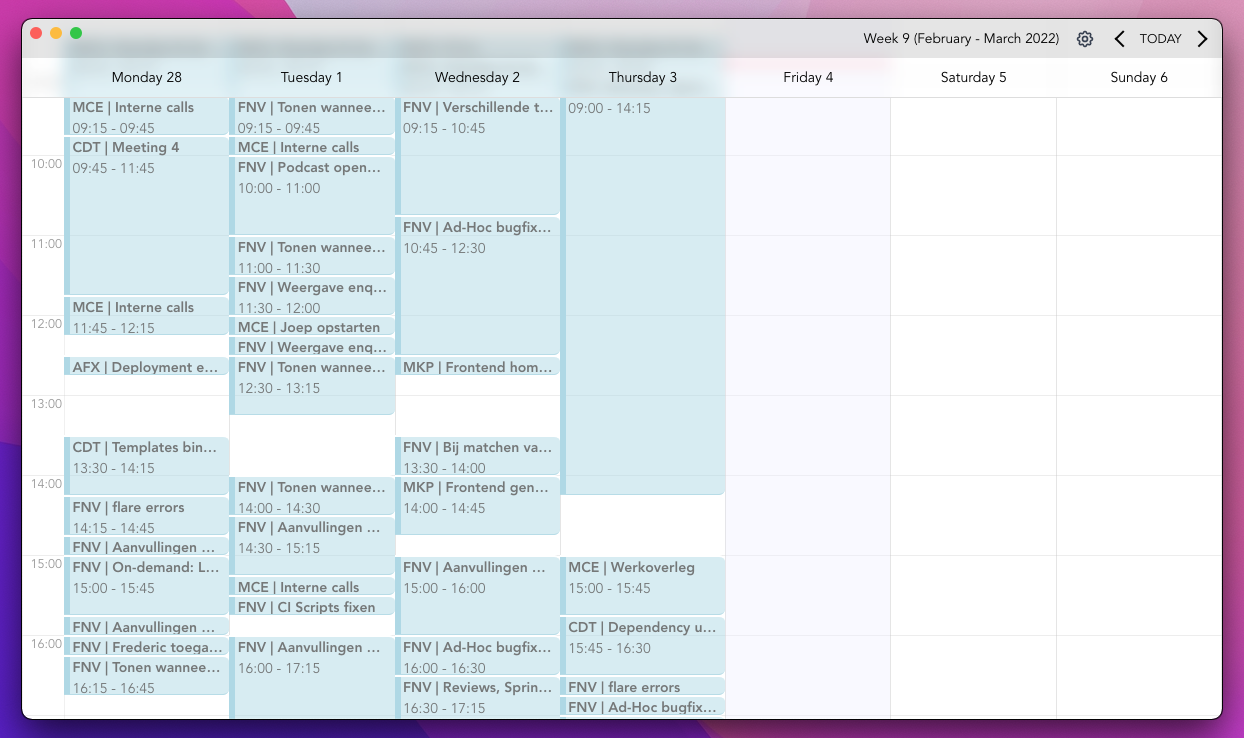 Week 9 (February - March 2022)
TODAY
Monday 28
Tuesday 1
Wednesday 2
Thursday 3
Friday 4
Saturday 5
Sunday 6
10:00
11:00
12:00
13:00
14:00
15:00
16:00
MCE | Interne calls
09:15 - 09:45
CDT | Meeting 4
09:45 - 11:45
MCE | Interne calls
11:45 - 12:15
AFX | Deployment e...
CDT | Templates bin...
13:30 - 14:15
FNV | flare errors
14:15 - 14:45
FNV | Aanvullingen ...
FNV | On-demand: L...
15:00 - 15:45
FNV | Aanvullingen ...
FNV | Frederic toega...
FNV | Tonen wannee...
16:15 - 16:45
FNV | Tonen wannee...
09:15 - 09:45
MCE | Interne calls
FNV | Podcast open...
10:00 - 11:00
FNV | Tonen wannee...
11:00 - 11:30
FNV | Weergave enq...
11:30 - 12:00
MCE | Joep opstarten
FNV | Weergave enq...
FNV | Tonen wannee...
12:30 - 13:15
FNV | Tonen wannee...
14:00 - 14:30
FNV | Aanvullingen ...
14:30 - 15:15
MCE | Interne calls
FNV | CI Scripts fixen
FNV | Aanvullingen ...
16:00 - 17:15
FNV | Verschillende t...
09:15 - 10:45
FNV | Ad-Hoc bugfix...
10:45 - 12:30
MKP | Frontend hom...
FNV | Bij matchen va...
13:30 - 14:00
MKP | Frontend gen...
14:00 - 14:45
FNV | Aanvullingen ...
15:00 - 16:00
FNV | Ad-Hoc bugfix...
16:00 - 16:30
FNV | Reviews, Sprin...
16:30 - 17:15
09:00 - 14:15
MCE | Werkoverleg
15:00 - 15:45
CDT | Dependency u...
15:45 - 16:30
FNV | flare errors
FNV | Ad-Hoc bugfix...